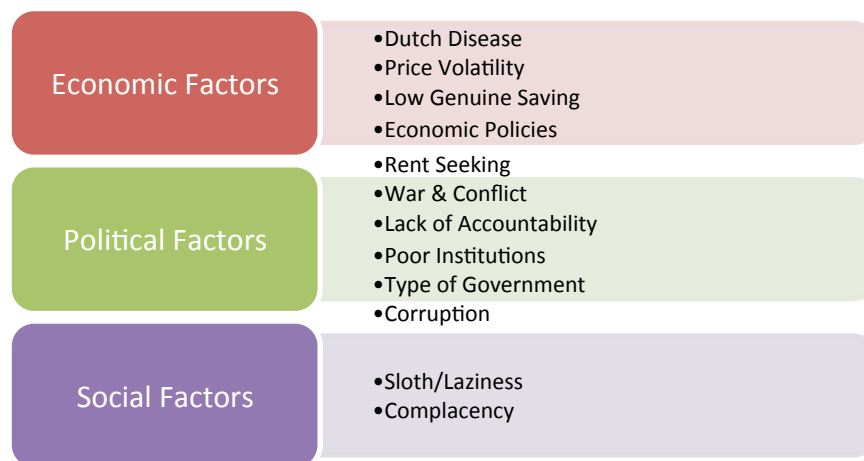 Economic Factors
•Dutch Disease
•Price Volatility
•Low Genuine Saving
•Economic Policies
Political Factors
•Rent Seeking
•War & Conflict
•Lack of Accountability
•Poor Institutions
•Type of Government
•Corruption
Social Factors
•Sloth/Laziness
•Complacency